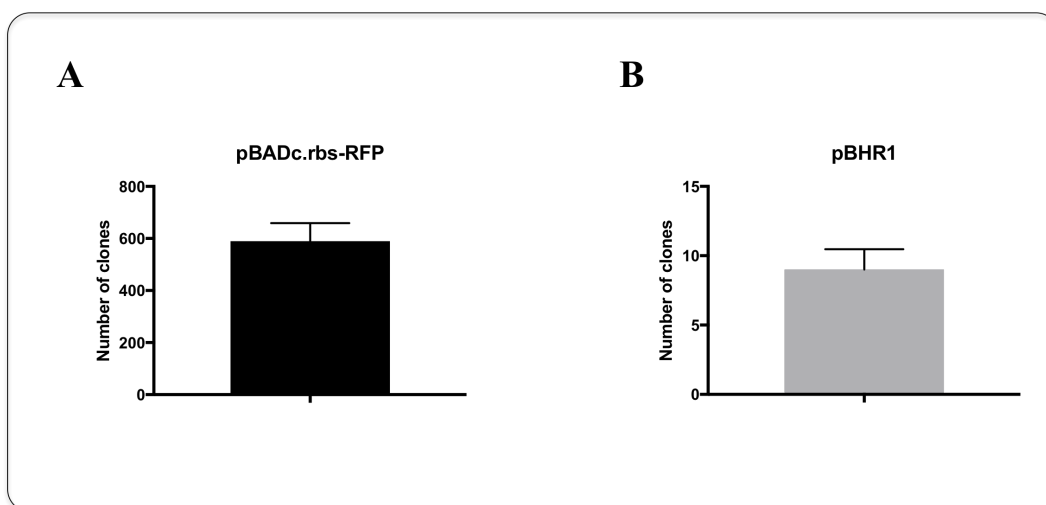 A
pBADc.rbs-RFP
Number of clones
800
600
400
200
0
B
pBHR1
Number of clones
15
10
5
0